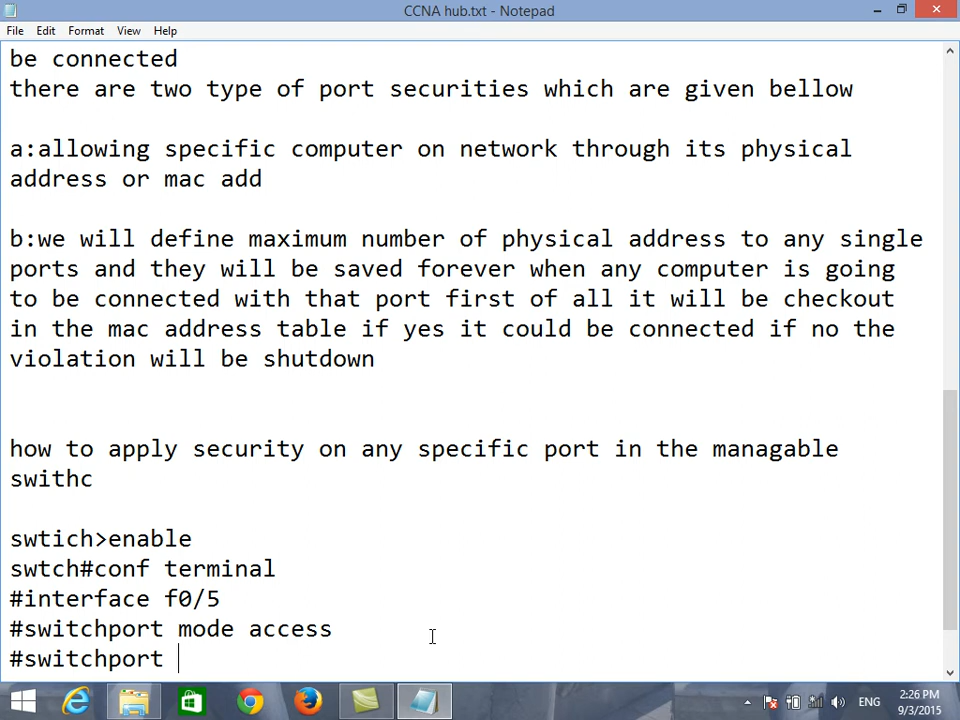 CCNA hub.txt - Notepad
File Edit Format View Help
be connected
there are two type of port securities which are given bellow
a:allowing specific computer on network through its physical
address or mac add
b:we will define maximum number of physical address to any single
ports and they will be saved forever when any computer is going
to be connected with that port first of all it will be checkout
in the mac address table if yes it could be connected if no the
violation will be shutdown
how to apply security on any specific port in the managable
swithc
swtich>enable
swtch#conf terminal
#interface f0/5
#switchport mode access
#switchport
ENG
2:26 PM
9/3/2015